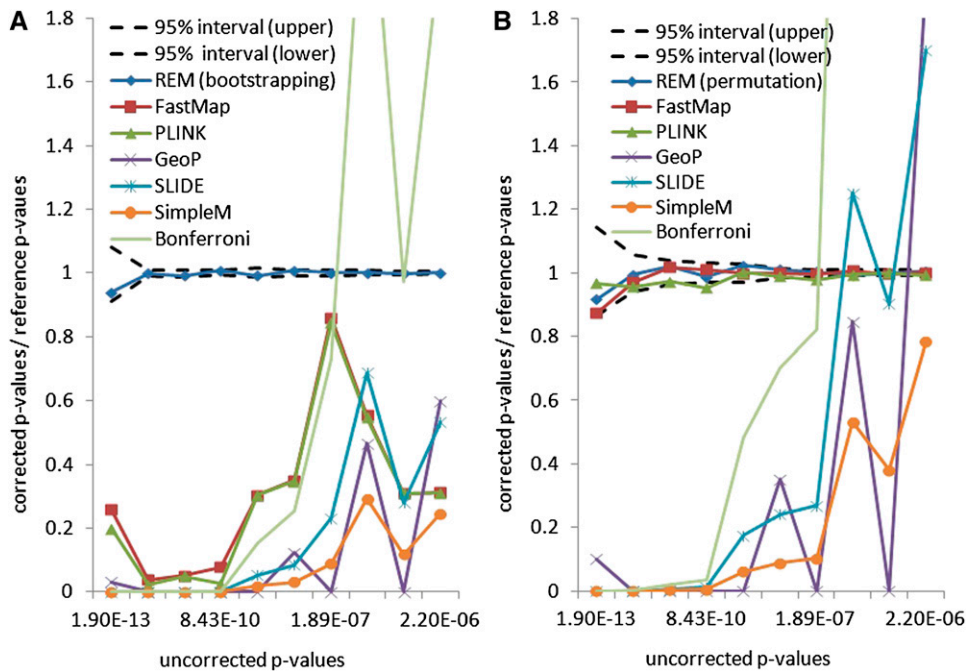 A
1.8
1.6
1.4
1.2
1
0.8
0.6
0.4
0.2
0
corrected p-values/ reference p-vaues
95% interval (upper)
95% interval (lower)
REM (bootstrapping)
FastMap
PLINK
GeoP
SLIDE
SimpleM
Bonferroni
1.90E-13 8.43E-10 1.89E-07 2.20E-06
uncorrected p-values
B
1.8
1.6
1.4
1.2
1
0.8
0.6
0.4
0.2
0
corrected p-values/ reference p-vaues
95% interval (upper)
95% interval (lower)
REM (permutation)
FastMap
PLINK
GeoP
SLIDE
SimpleM
Bonferroni
1.90E-13 8.43E-10 1.89E-07 2.20E-06
uncorrected p-values